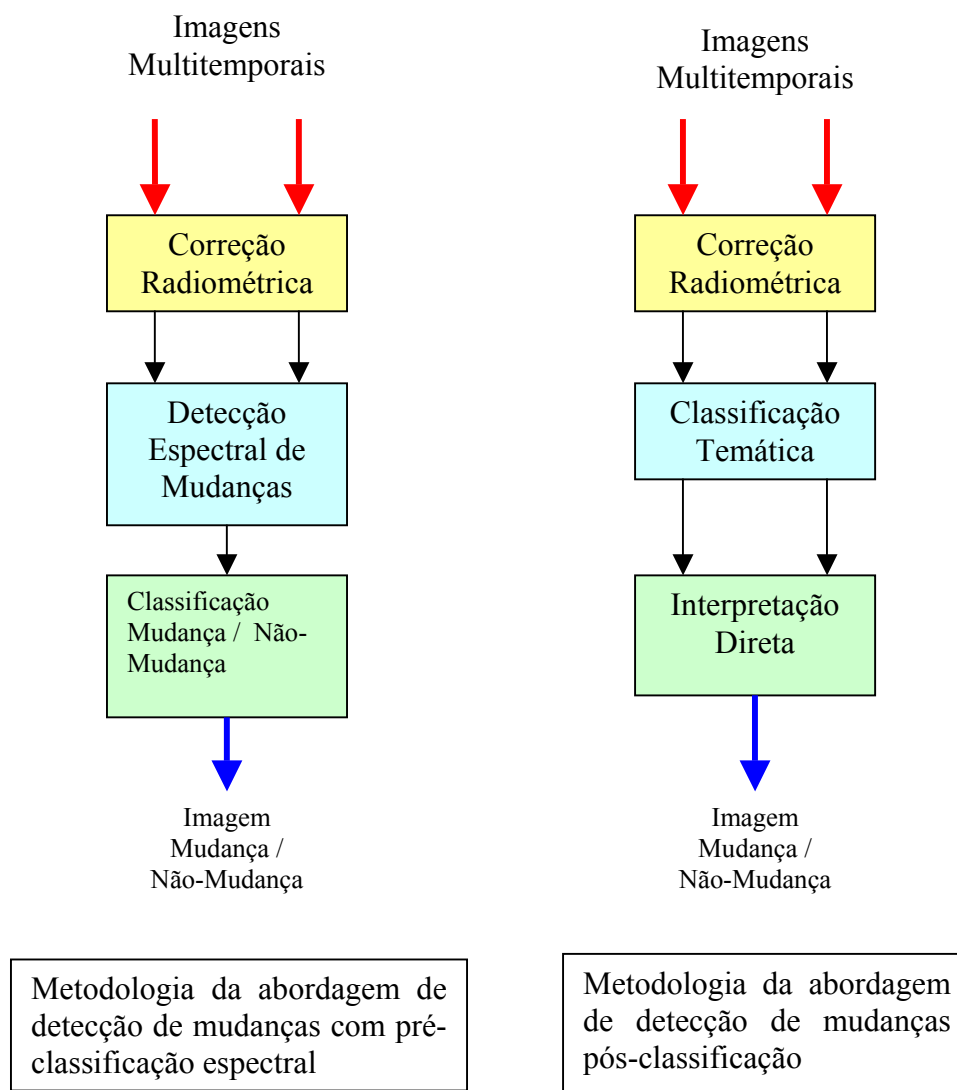 Imagens
Multitemporais
Correção
Radiométrica
Detecção
Espectral de
Mudanças
Classificação
Mudança / Não-
Mudança
Imagem
Mudança /
Não-Mudança
Metodologia da abordagem de
detecção de mudanças com pré-
classificação espectral
Imagens
Multitemporais
Correção
Radiométrica
Classificação
Temática
Interpretação
Direta
Imagem
Mudança /
Não-Mudança
Metodologia da abordagem
de detecção de mudanças
pós-classificação